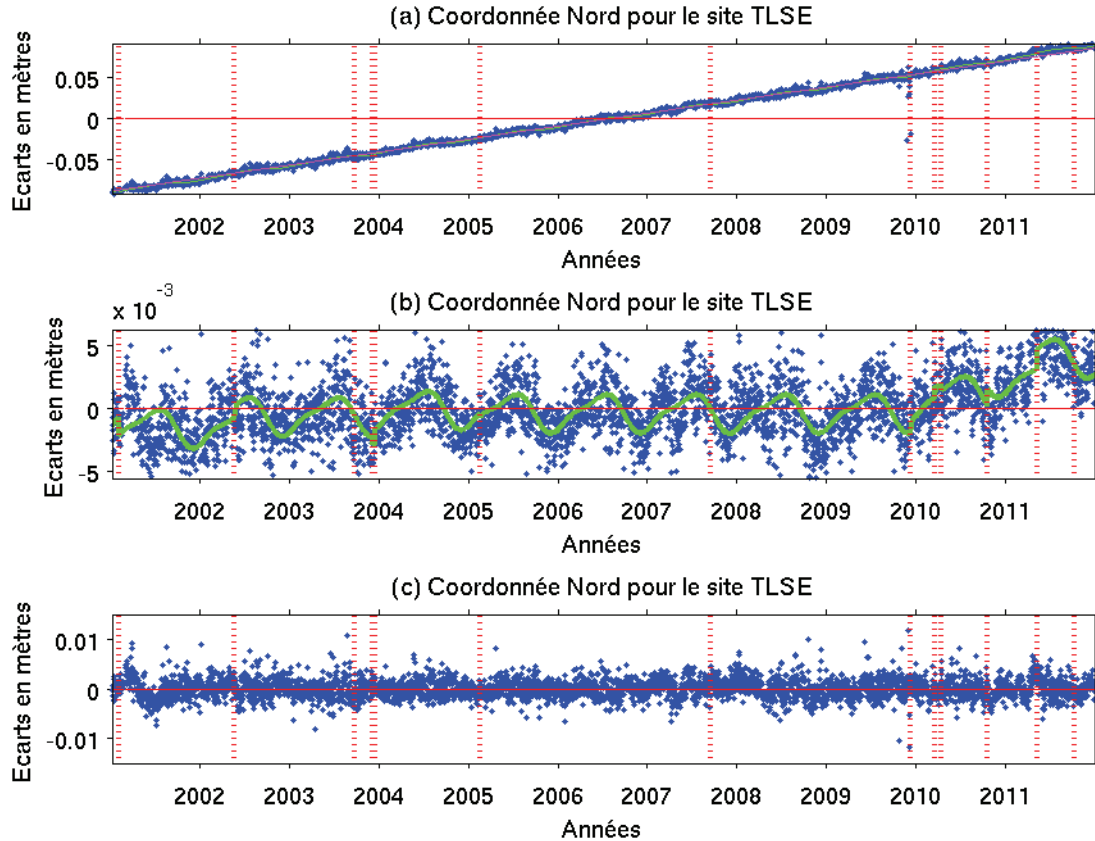 (a) Coordonnée Nord pour le site TLSE
Ecarts en mètres
0.05
0
-0.05
2002 2003 2004 2005 2006 2007 2008 2009 2010 2011
Années
(b) Coordonnée Nord pour le site TLSE
x 10^-3
Ecarts en mètres
5
0
-5
2002 2003 2004 2005 2006 2007 2008 2009 2010 2011
Années
(c) Coordonnée Nord pour le site TLSE
Ecarts en mètres
0.01
0
-0.01
2002 2003 2004 2005 2006 2007 2008 2009 2010 2011
Années